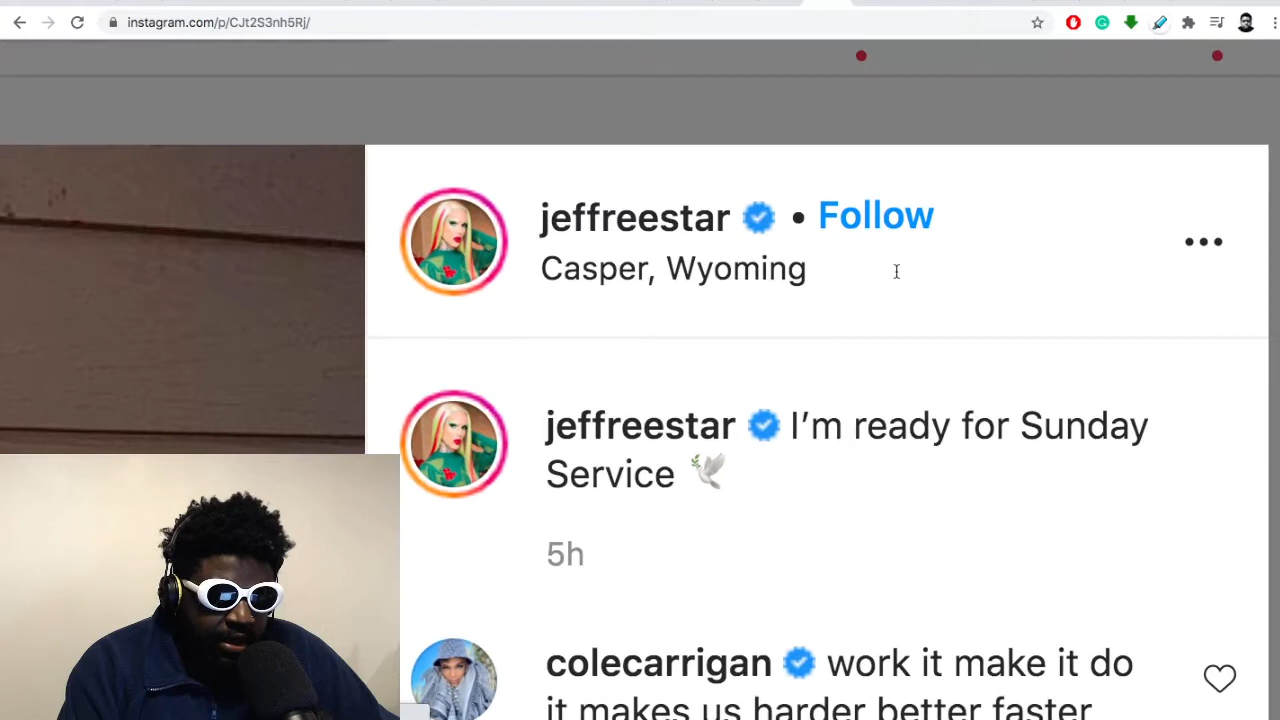 instagram.com/p/CJt2S3nh5Rj/
jeffreestar • Follow
Casper, Wyoming
jeffreestar I’m ready for Sunday
Service 🕊
5h
colecarrigan work it make it do
it makes us harder better faster